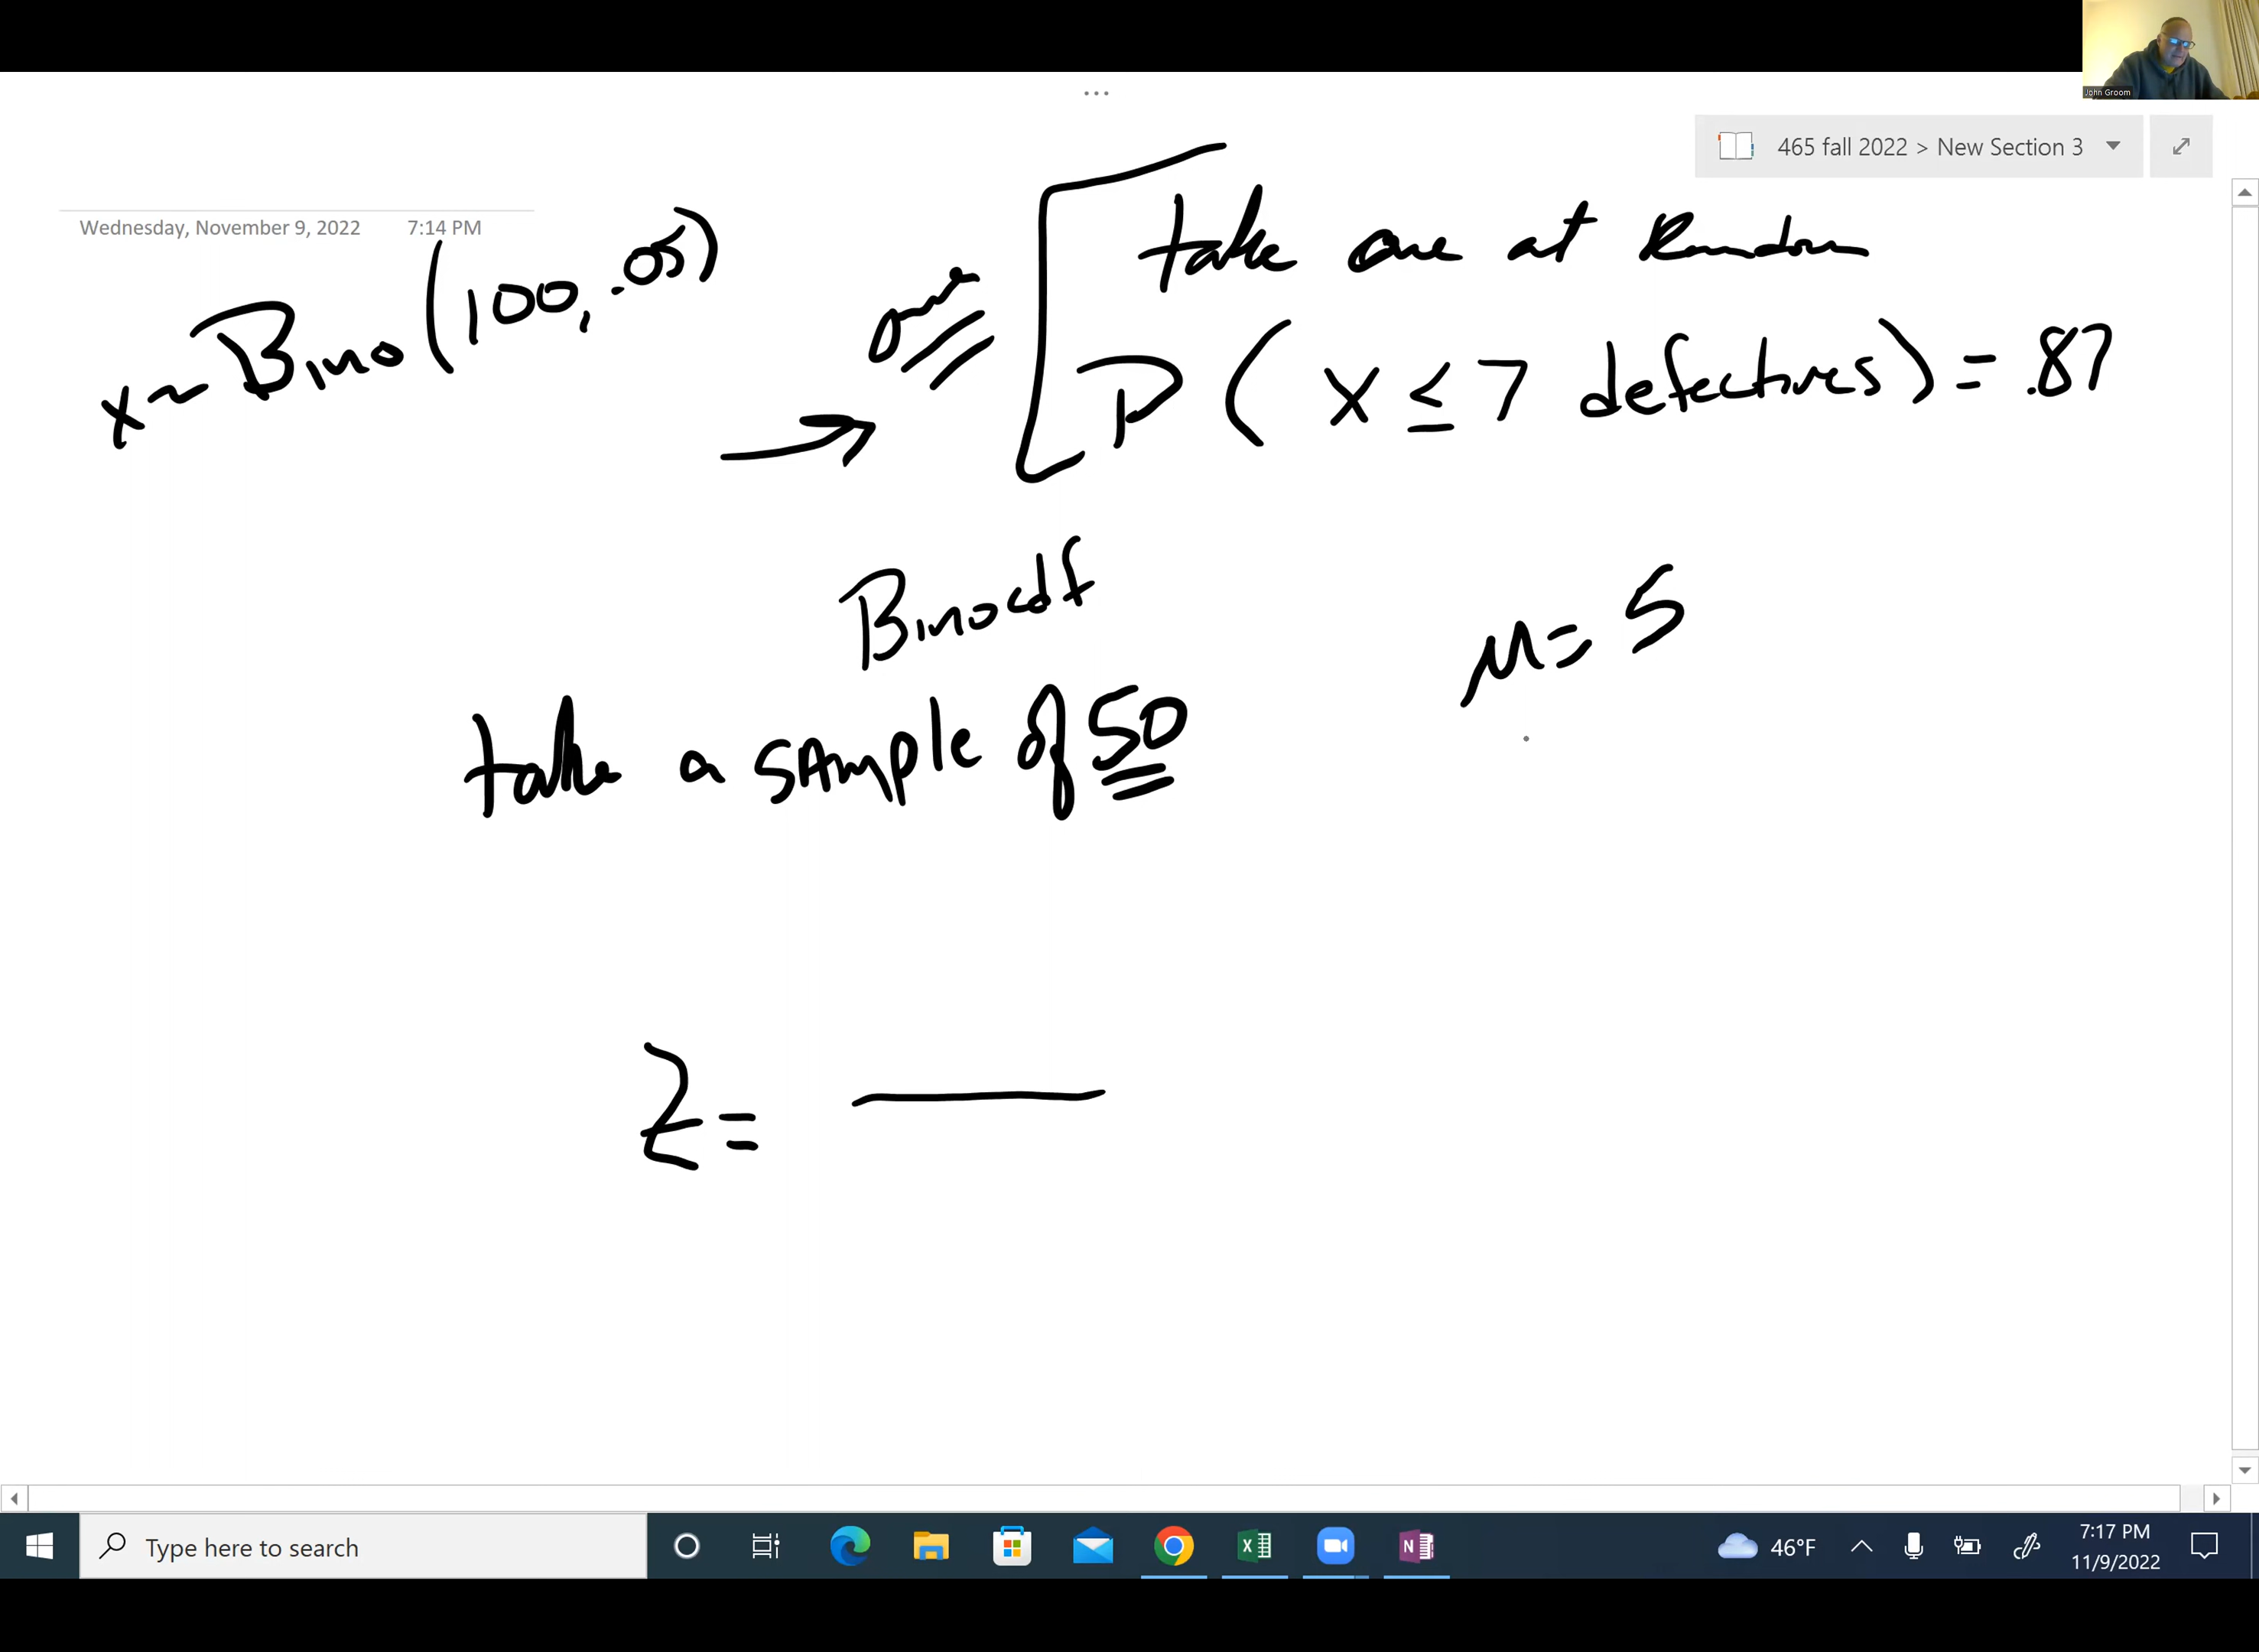 John Groom
465 fall 2022 > New Section 3
Wednesday, November 9, 2022 7:14 PM
x ~ Bino (100, .05)
take one at Random
P ( x ≤ 7 defectives) = .87
Binocdf
μ = 5
take a sample of 50
Z =
Type here to search
46°F
7:17 PM
11/9/2022